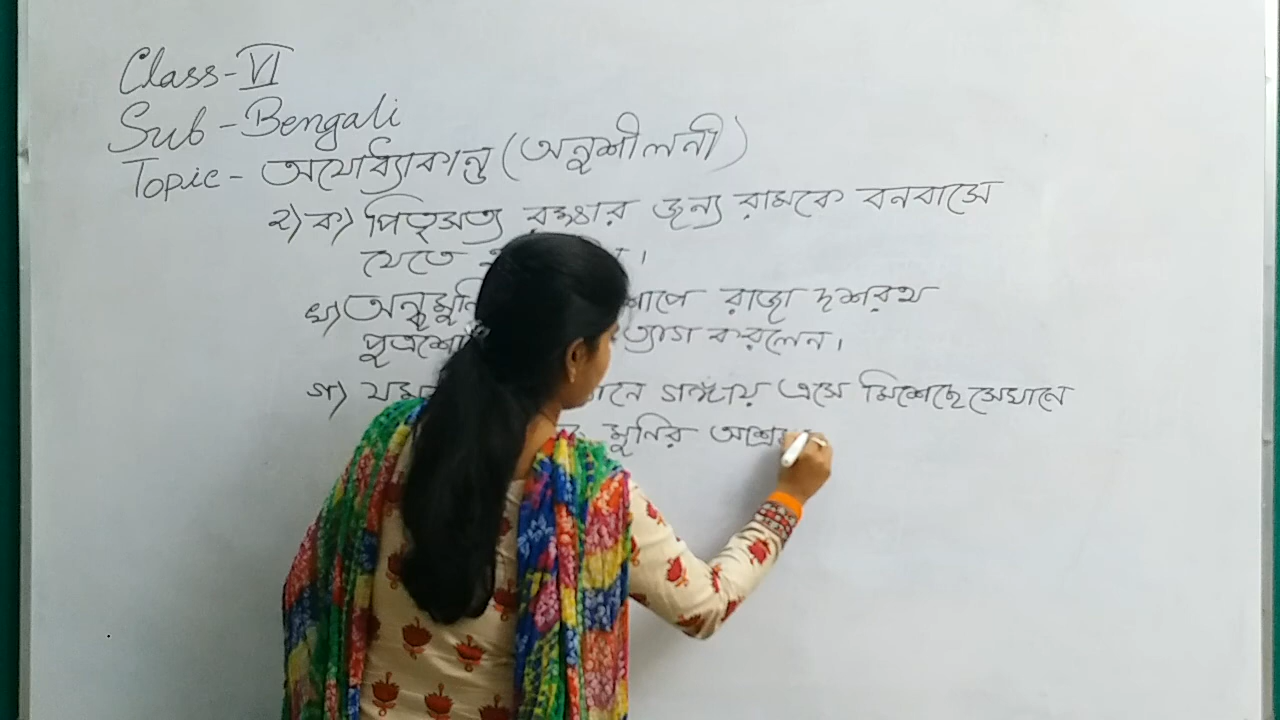 Class-VI
Sub-Bengali
Topic- অযোধ্যাকান্ড (অনুশীলনী)
২) ক) পিতৃসত্য রক্ষার জন্য রামকে বনবাসে
যেতে
খ) অন্ধমুনি রাজা দশরথ
ত্যাগ করলেন।
গ) গঙ্গায় এসে মিশেছে সেখানে
মুনির আশ্রম